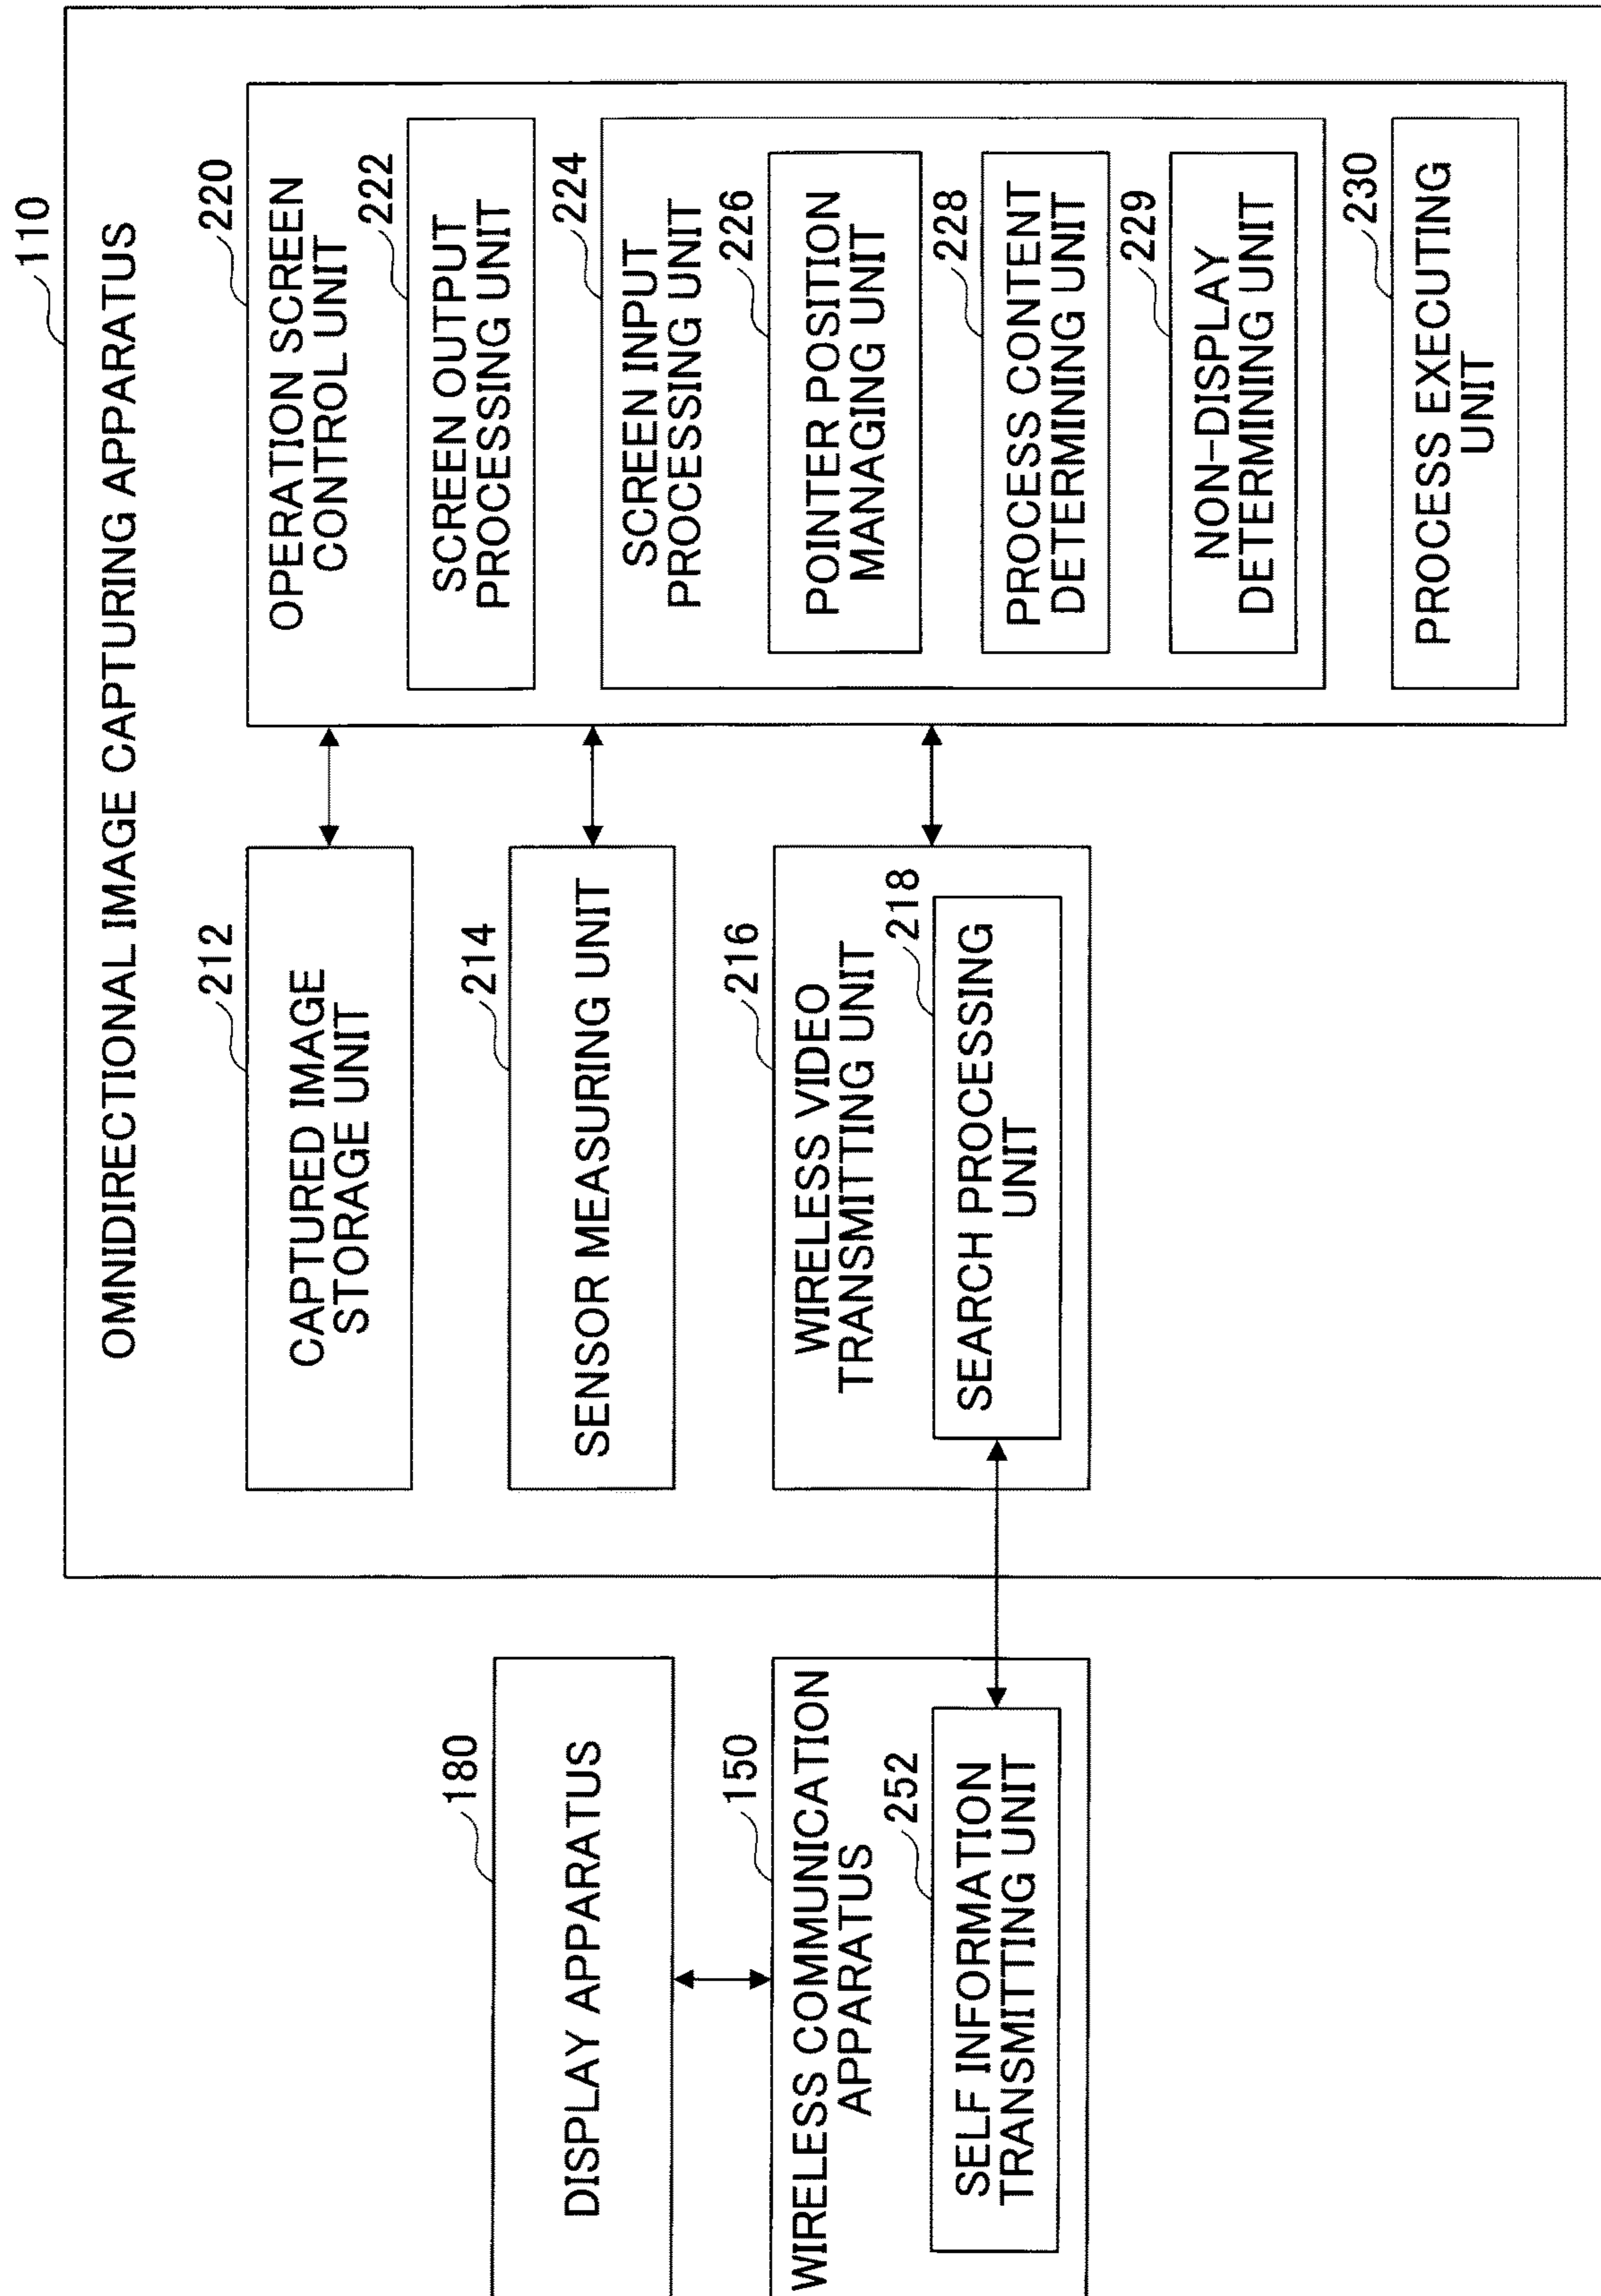 110
OMNIDIRECTIONAL IMAGE CAPTURING APPARATUS
180
DISPLAY APPARATUS
150
WIRELESS COMMUNICATION
APPARATUS
252
SELF INFORMATION
TRANSMITTING UNIT
212
CAPTURED IMAGE
STORAGE UNIT
214
SENSOR MEASURING UNIT
216
WIRELESS VIDEO
TRANSMITTING UNIT
218
SEARCH PROCESSING
UNIT
220
OPERATION SCREEN
CONTROL UNIT
222
SCREEN OUTPUT
PROCESSING UNIT
224
SCREEN INPUT
PROCESSING UNIT
226
POINTER POSITION
MANAGING UNIT
228
PROCESS CONTENT
DETERMINING UNIT
229
NON-DISPLAY
DETERMINING UNIT
230
PROCESS EXECUTING
UNIT